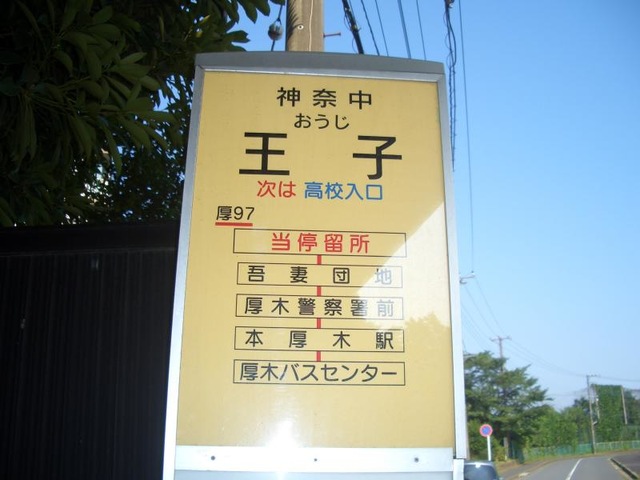 神奈中
おうじ
王子
次は 高校入口
厚97
当停留所
吾妻団地
厚木警察署前
本厚木駅
厚木バスセンター